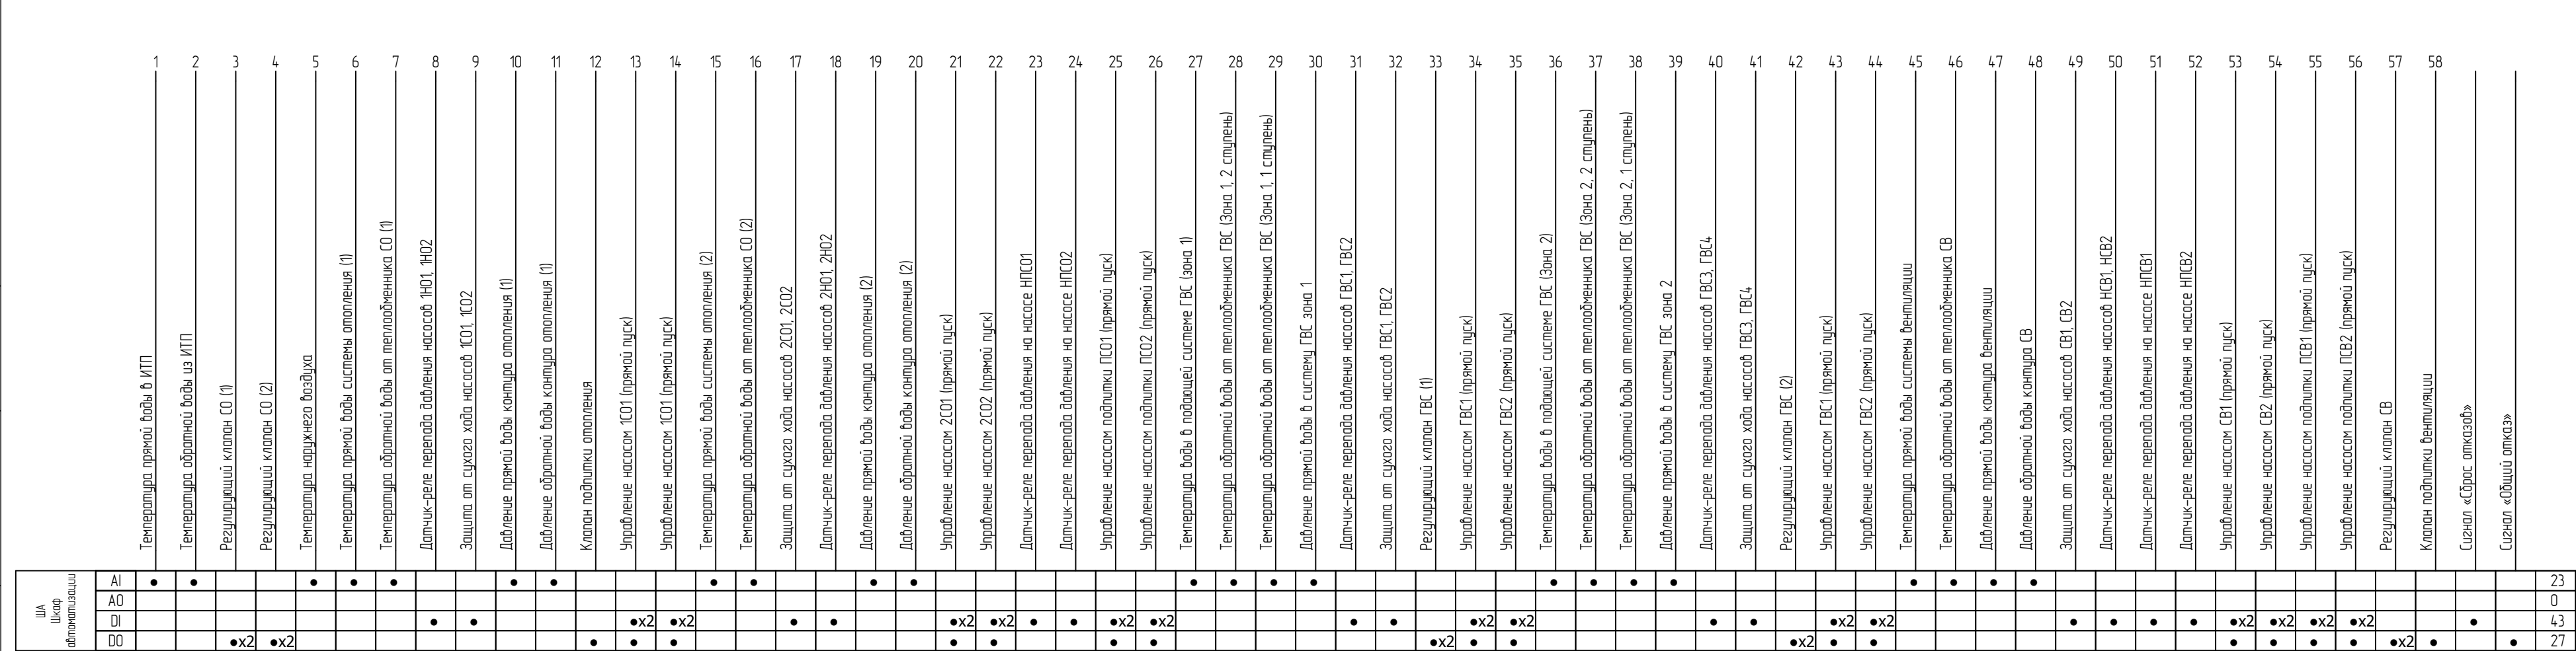 1 2 3 4 5 6 7 8 9 10 11 12 13 14 15 16 17 18 19 20 21 22 23 24 25 26 27 28 29 30 31 32 33 34 35 36 37 38 39 40 41 42 43 44 45 46 47 48 49 50 51 52 53 54 55 56 57 58
Температура прямой воды в ИТП
Температура обратной воды из ИТП
Регулирующий клапан СО (1)
Регулирующий клапан СО (2)
Температура наружнего воздуха
Температура прямой воды системы отопления (1)
Температура обратной воды от теплообменника СО (1)
Датчик-реле перепада давления насосов 1НО1, 1НО2
Защита от сухого хода насосов 1СО1, 1СО2
Давление прямой воды контура отопления (1)
Давление обратной воды контура отопления (1)
Клапан подпитки отопления
Управление насосом 1СО1 (прямой пуск)
Управление насосом 1СО1 (прямой пуск)
Температура прямой воды системы отопления (2)
Температура обратной воды от теплообменника СО (2)
Защита от сухого хода насосов 2СО1, 2СО2
Датчик-реле перепада давления насосов 2НО1, 2НО2
Давление прямой воды контура отопления (2)
Давление обратной воды контура отопления (2)
Управление насосом 2СО1 (прямой пуск)
Управление насосом 2СО2 (прямой пуск)
Датчик-реле перепада давления на насосе НПСО1
Датчик-реле перепада давления на насосе НПСО2
Управление насосом подпитки ПСО1 (прямой пуск)
Управление насосом подпитки ПСО2 (прямой пуск)
Температура воды в подающей системе ГВС (зона 1)
Температура обратной воды от теплообменника ГВС (Зона 1, 2 ступень)
Температура обратной воды от теплообменника ГВС (Зона 1, 1 ступень)
Давление прямой воды в систему ГВС зона 1
Датчик-реле перепада давления насосов ГВС1, ГВС2
Защита от сухого хода насосов ГВС1, ГВС2
Регулирующий клапан ГВС (1)
Управление насосом ГВС1 (прямой пуск)
Управление насосом ГВС2 (прямой пуск)
Температура воды в подающей системе ГВС (Зона 2)
Температура обратной воды от теплообменника ГВС (Зона 2, 2 ступень)
Температура обратной воды от теплообменника ГВС (Зона 2, 1 ступень)
Давление прямой воды в систему ГВС зона 2
Датчик-реле перепада давления насосов ГВС3, ГВС4
Защита от сухого хода насосов ГВС3, ГВС4
Регулирующий клапан ГВС (2)
Управление насосом ГВС1 (прямой пуск)
Управление насосом ГВС2 (прямой пуск)
Температура прямой воды системы вентиляции
Температура обратной воды от теплообменника СВ
Давление прямой воды контура вентиляции
Давление обратной воды контура СВ
Защита от сухого хода насосов СВ1, СВ2
Датчик-реле перепада давления насосов НСВ1, НСВ2
Датчик-реле перепада давления на насосе НПСВ1
Датчик-реле перепада давления на насосе НПСВ2
Управление насосом СВ1 (прямой пуск)
Управление насосом СВ2 (прямой пуск)
Управление насосом подпитки ПСВ1 (прямой пуск)
Управление насосом подпитки ПСВ2 (прямой пуск)
Регулирующий клапан СВ
Клапан подпитки вентиляции
Сигнал «Сброс отказов»
Сигнал «Общий отказ»
ША
Шкаф
автоматизации
AI 23
AO 0
DI x2 x2 x2 x2 x2 x2 x2 x2 x2 x2 x2 x2 x2 x2 43
DO x2 x2 x2 x2 x2 27